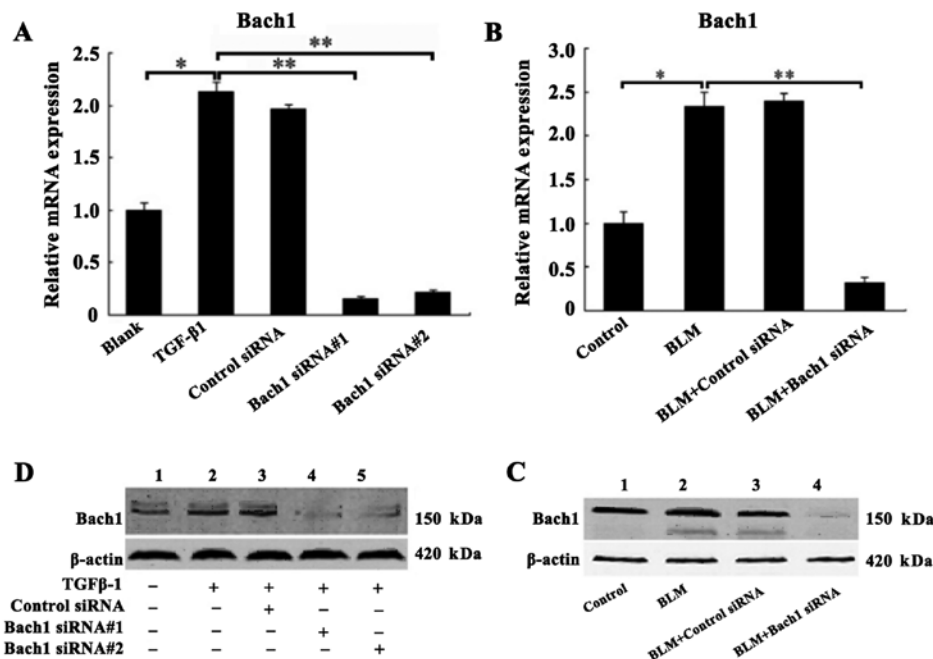 A
Bach1
Relative mRNA expression
2.5
2.0
1.5
1.0
0.5
0
*
**
**
Blank
TGF-β1
Control siRNA
Bach1 siRNA#1
Bach1 siRNA#2
B
Bach1
Relative mRNA expression
3.0
2.5
2.0
1.5
1.0
0.5
0
*
**
Control
BLM
BLM+Control siRNA
BLM+Bach1 siRNA
D
1 2 3 4 5
Bach1 150 kDa
β-actin 420 kDa
TGFβ-1 – + + + +
Control siRNA – – + – –
Bach1 siRNA#1 – – – + –
Bach1 siRNA#2 – – – – +
C
1 2 3 4
Bach1 150 kDa
β-actin 420 kDa
Control
BLM
BLM+Control siRNA
BLM+Bach1 siRNA